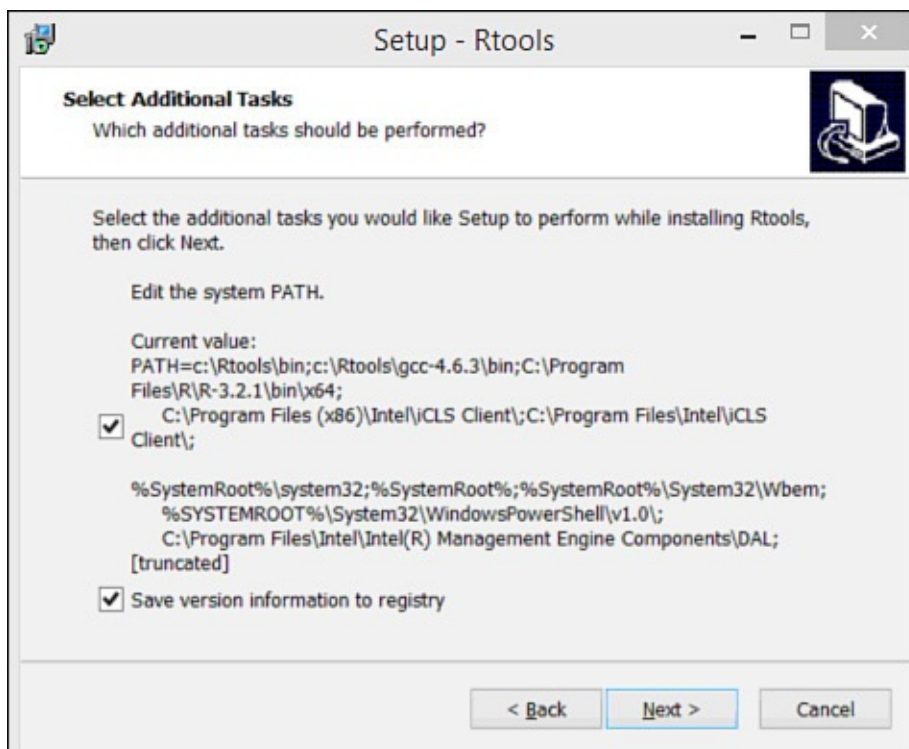 Setup - Rtools
Select Additional Tasks
Which additional tasks should be performed?
Select the additional tasks you would like Setup to perform while installing Rtools,
then click Next.
Edit the system PATH.
Current value:
PATH=c:\Rtools\bin;c:\Rtools\gcc-4.6.3\bin;C:\Program
Files\R\R-3.2.1\bin\x64;
C:\Program Files (x86)\Intel\iCLS Client\;C:\Program Files\Intel\iCLS
Client\;
%SystemRoot%\system32;%SystemRoot%;%SystemRoot%\System32\Wbem;
%SYSTEMROOT%\System32\WindowsPowerShell\v1.0\;
C:\Program Files\Intel\Intel(R) Management Engine Components\DAL;
[truncated]
Save version information to registry
< Back
Next >
Cancel